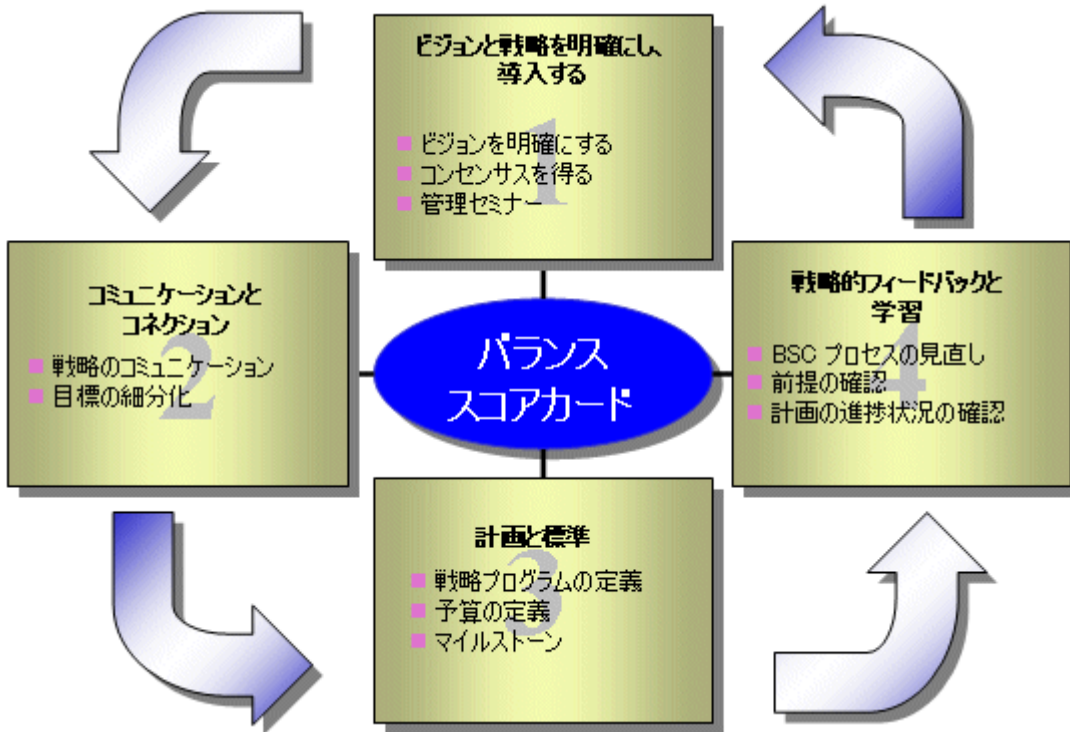 ビジョンと戦略を明確にし、
導入する
1
ビジョンを明確にする
コンセンサスを得る
管理セミナー
コミュニケーションと
コネクション
2
戦略のコミュニケーション
目標の細分化
バランス
スコアカード
計画と標準
3
戦略プログラムの定義
予算の定義
マイルストーン
戦略的フィードバックと
学習
4
BSC プロセスの見直し
前提の確認
計画の進捗状況の確認